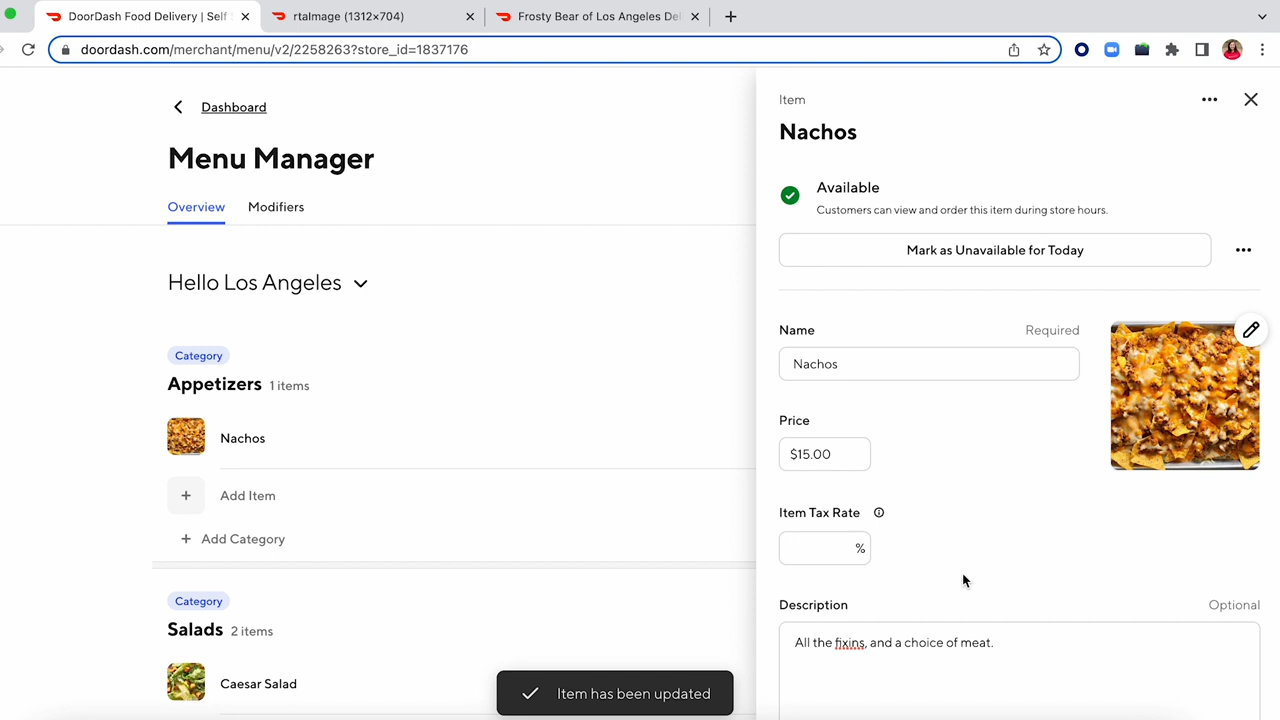 DoorDash Food Delivery | Self
rtaImage (1312×704)
Frosty Bear of Los Angeles Del
doordash.com/merchant/menu/v2/2258263?store_id=1837176
Dashboard
Menu Manager
Overview
Modifiers
Hello Los Angeles
Category
Appetizers 1 items
Nachos
+ Add Item
+ Add Category
Category
Salads 2 items
Caesar Salad
Item
Nachos
Available
Customers can view and order this item during store hours.
Mark as Unavailable for Today
Name Required
Nachos
Price
$15.00
Item Tax Rate
%
Description Optional
All the fixins, and a choice of meat.
Item has been updated